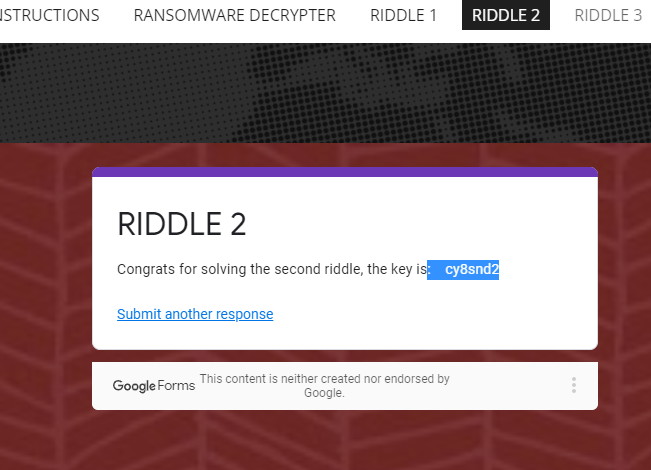 NSTRUCTIONS RANSOMWARE DECRYPTER RIDDLE 1 RIDDLE 2 RIDDLE 3
RIDDLE 2
Congrats for solving the second riddle, the key is: cy8snd2
Submit another response
Google Forms
This content is neither created nor endorsed by
Google.